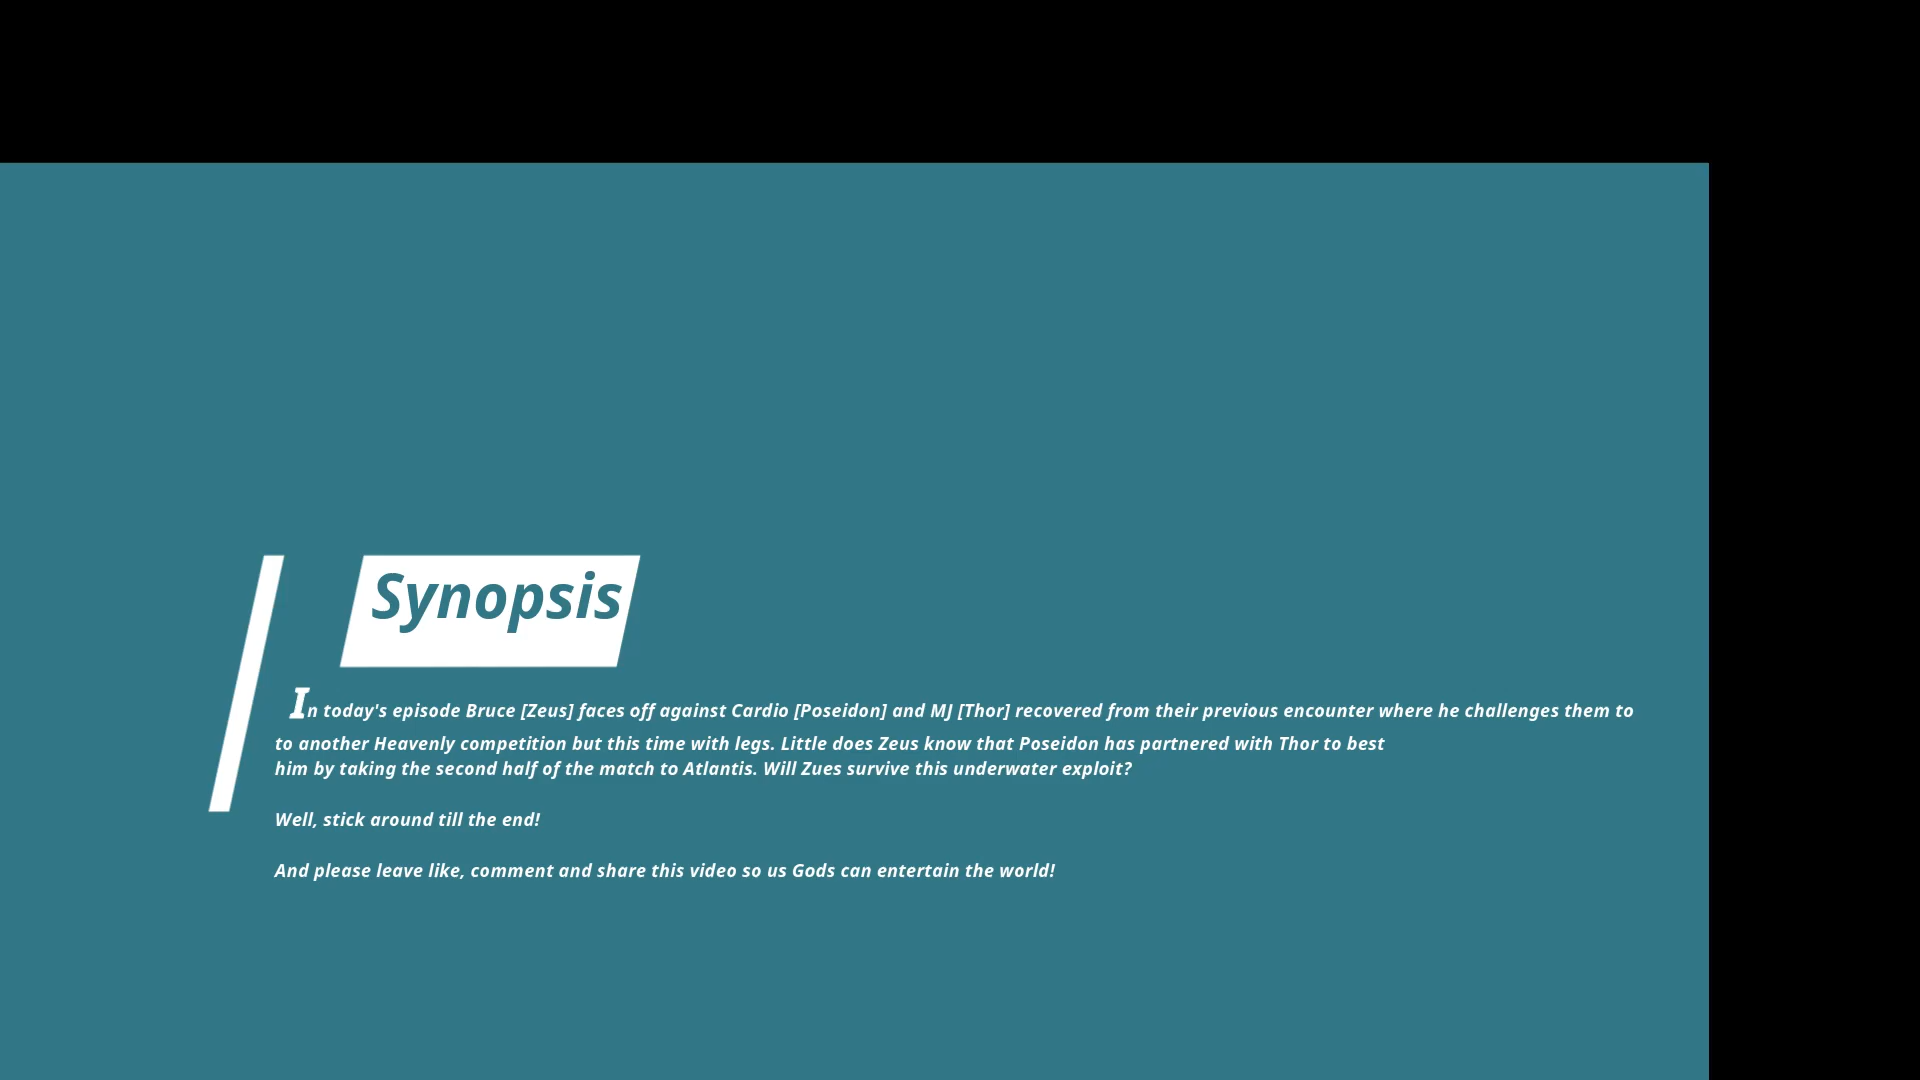 Synopsis
In today's episode Bruce [Zeus] faces off against Cardio [Poseidon] and MJ [Thor] recovered from their previous encounter where he challenges them to
to another Heavenly competition but this time with legs. Little does Zeus know that Poseidon has partnered with Thor to best
him by taking the second half of the match to Atlantis. Will Zues survive this underwater exploit?
Well, stick around till the end!
And please leave like, comment and share this video so us Gods can entertain the world!